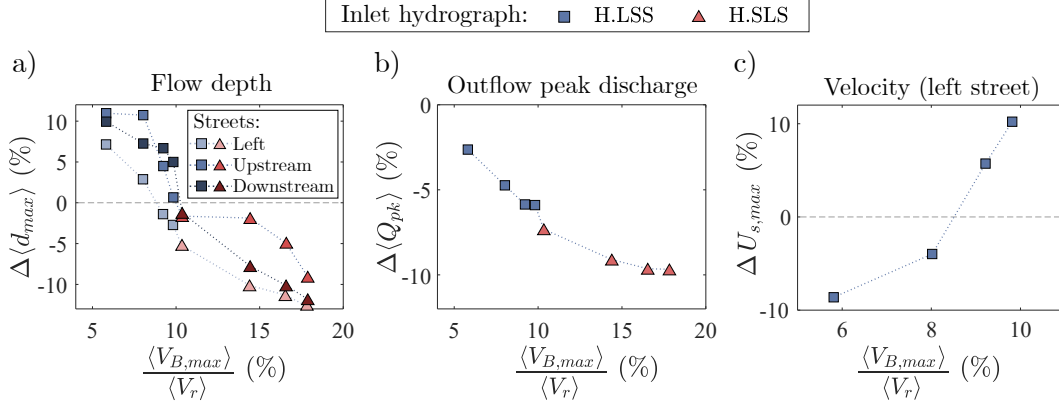 Inlet hydrograph: H.LSS H.SLS
a)
Flow depth
Δ⟨d_max⟩ (%)
10
5
0
-5
-10
Streets:
Left
Upstream
Downstream
5 10 15 20
⟨V_B,max⟩
⟨V_r⟩
(%)
b)
Outflow peak discharge
Δ⟨Q_pk⟩ (%)
0
-5
-10
5 10 15 20
⟨V_B,max⟩
⟨V_r⟩
(%)
c)
Velocity (left street)
ΔU_s,max (%)
10
0
-10
6 8 10
⟨V_B,max⟩
⟨V_r⟩
(%)